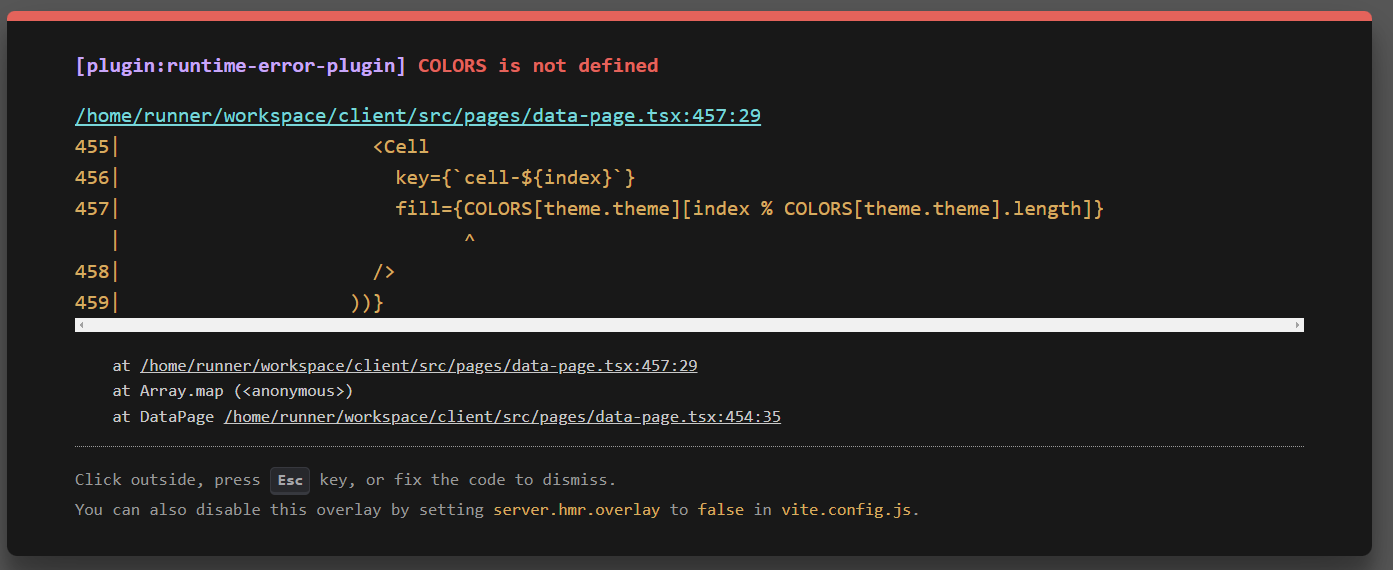 [plugin:runtime-error-plugin] COLORS is not defined
/home/runner/workspace/client/src/pages/data-page.tsx:457:29
455|                      <Cell
456|                        key={`cell-${index}`}
457|                        fill={COLORS[theme.theme][index % COLORS[theme.theme].length]}
   |                              ^
458|                      />
459|                    ))}
at /home/runner/workspace/client/src/pages/data-page.tsx:457:29
at Array.map (<anonymous>)
at DataPage /home/runner/workspace/client/src/pages/data-page.tsx:454:35
Click outside, press Esc key, or fix the code to dismiss.
You can also disable this overlay by setting server.hmr.overlay to false in vite.config.js.